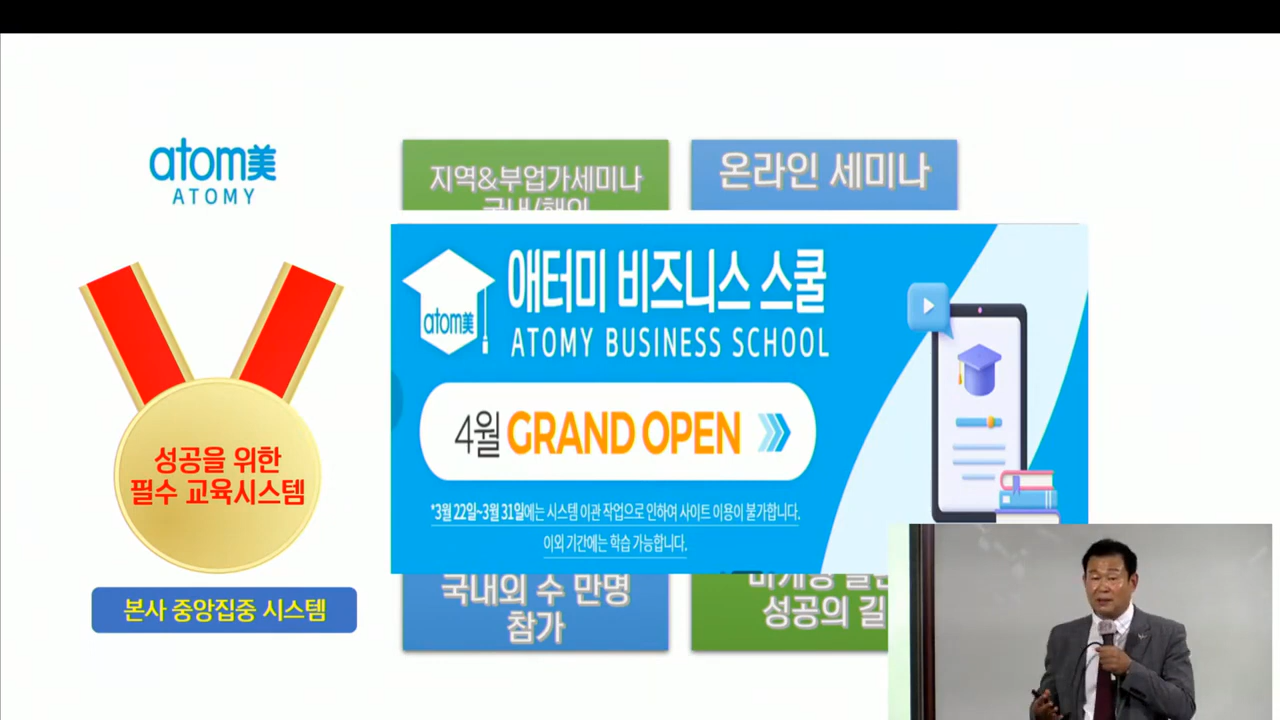 atom美
ATOMY
지역&부업가세미나
국내/해외
온라인 세미나
atom美
애터미 비즈니스 스쿨
ATOMY BUSINESS SCHOOL
4월 GRAND OPEN
*3월 22일~3월 31일에는 시스템 이관 작업으로 인하여 사이트 이용이 불가합니다.
이외 기간에는 학습 가능합니다.
성공을 위한
필수 교육시스템
본사 중앙집중 시스템
국내외 수 만명
참가
성공의 길